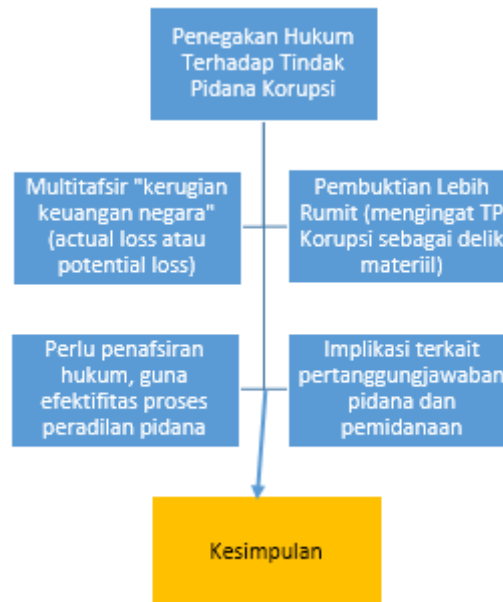 Penegakan Hukum
Terhadap Tindak
Pidana Korupsi
Multitafsir "kerugian
keuangan negara"
(actual loss atau
potential loss)
Pembuktian Lebih
Rumit (mengingat TP
Korupsi sebagai delik
materiil)
Perlu penafsiran
hukum, guna
efektifitas proses
peradilan pidana
Implikasi terkait
pertanggungjawaban
pidana dan
pemidanaan
Kesimpulan